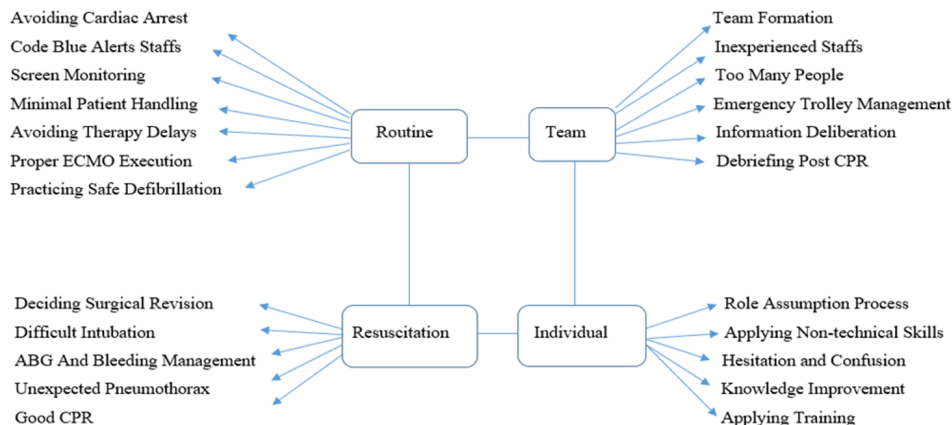 Avoiding Cardiac Arrest
Code Blue Alerts Staffs
Screen Monitoring
Minimal Patient Handling
Avoiding Therapy Delays
Proper ECMO Execution
Practicing Safe Defibrillation
Routine
Team
Team Formation
Inexperienced Staffs
Too Many People
Emergency Trolley Management
Information Deliberation
Debriefing Post CPR
Deciding Surgical Revision
Difficult Intubation
ABG And Bleeding Management
Unexpected Pneumothorax
Good CPR
Resuscitation
Individual
Role Assumption Process
Applying Non-technical Skills
Hesitation and Confusion
Knowledge Improvement
Applying Training